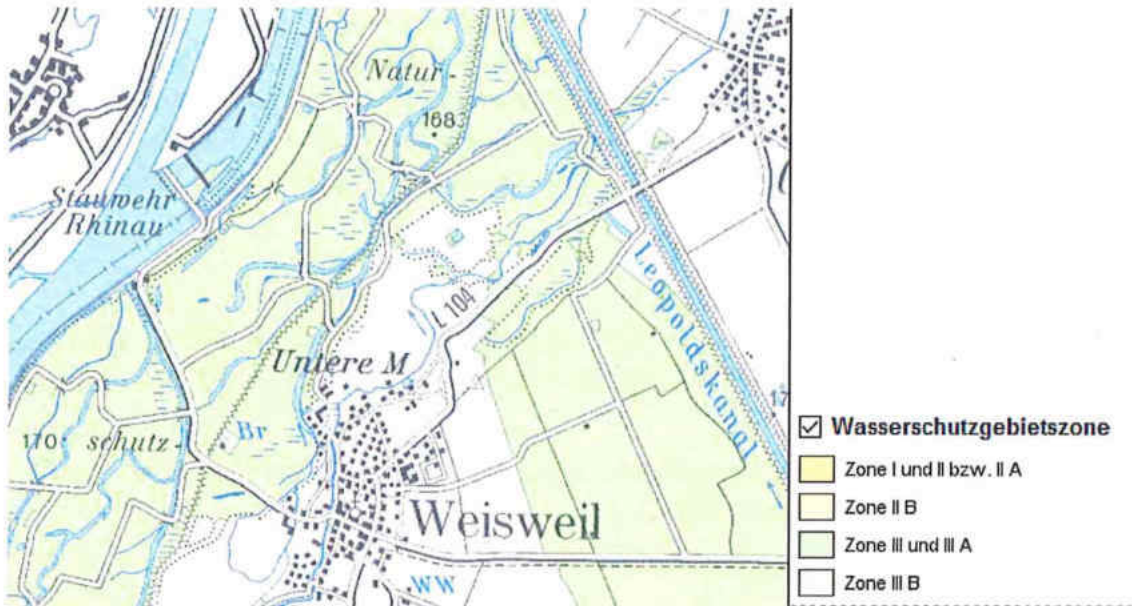 Natur-
168
Stauwehr
Rhinau
L 104
Leopoldskanal
Untere M
Br
170
schutz-
Weisweil
WW
17
Wasserschutzgebietszone
Zone I und II bzw. II A
Zone II B
Zone III und III A
Zone III B